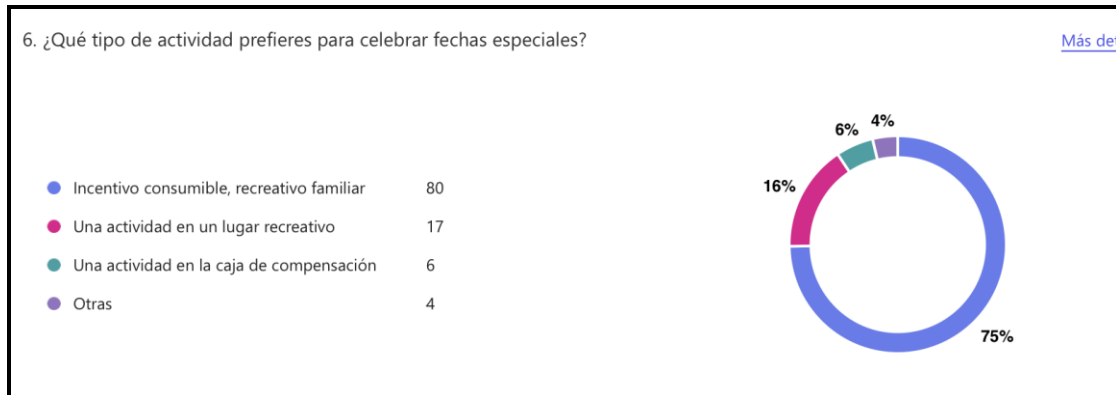 6. ¿Qué tipo de actividad prefieres para celebrar fechas especiales?
Más de
Incentivo consumible, recreativo familiar 80
Una actividad en un lugar recreativo 17
Una actividad en la caja de compensación 6
Otras 4
4%
6%
16%
75%